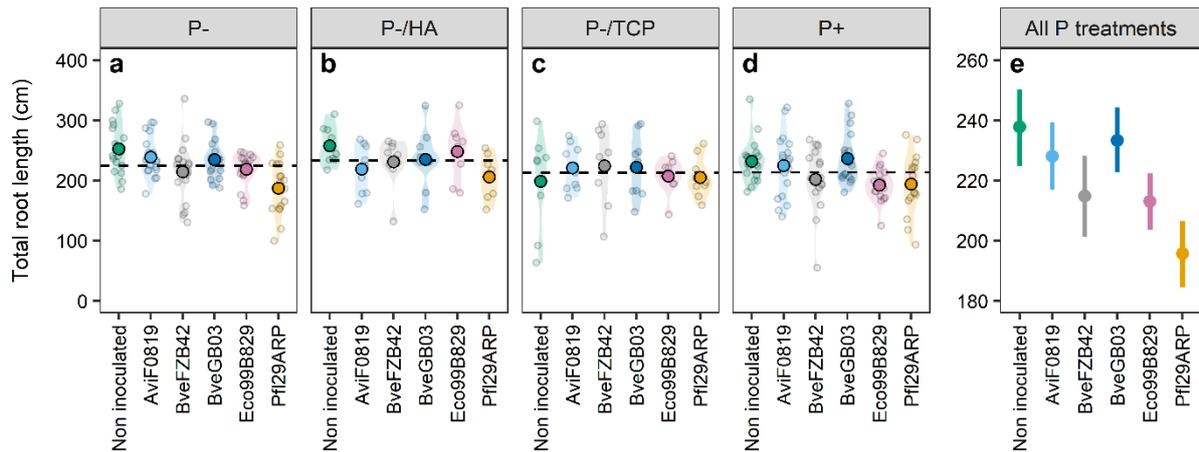 P-
P-/HA
P-/TCP
P+
All P treatments
Total root length (cm)
400
300
200
100
0
a
b
c
d
e
260
240
220
200
180
Non inoculated
AviF0819
BveFZB42
BveGB03
Eco99B829
Pfl29ARP
Non inoculated
AviF0819
BveFZB42
BveGB03
Eco99B829
Pfl29ARP
Non inoculated
AviF0819
BveFZB42
BveGB03
Eco99B829
Pfl29ARP
Non inoculated
AviF0819
BveFZB42
BveGB03
Eco99B829
Pfl29ARP
Non inoculated
AviF0819
BveFZB42
BveGB03
Eco99B829
Pfl29ARP